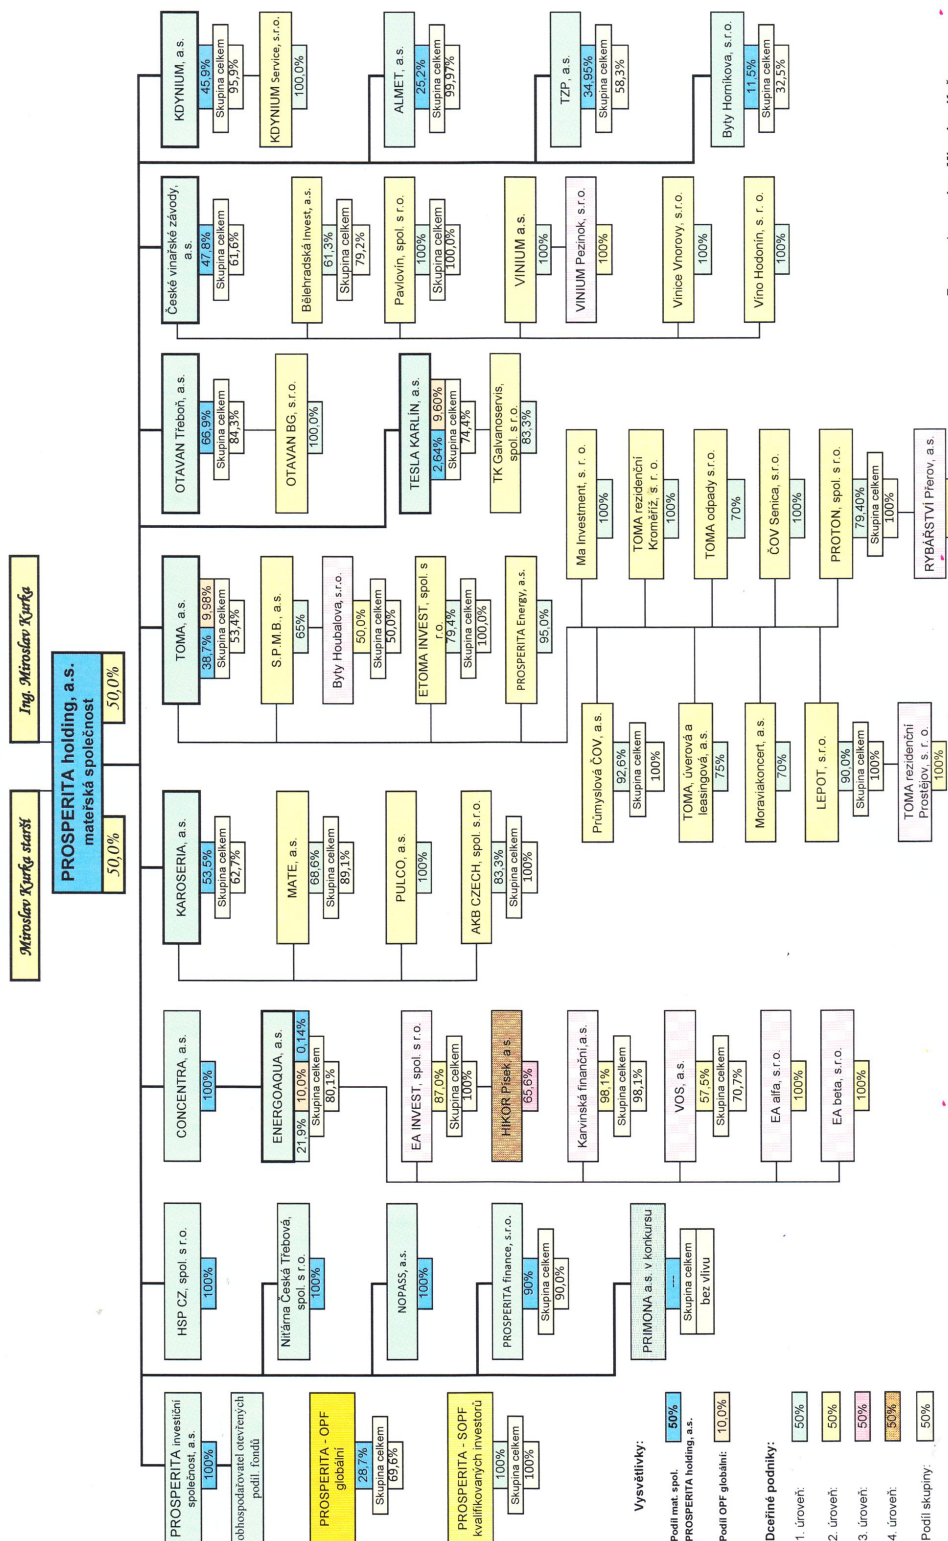 Miroslav Kurka starší
Ing. Miroslav Kurka
PROSPERITA holding, a.s.
mateřská společnost
50,0%
50,0%
PROSPERITA investiční
společnost, a.s.
100%
obhospodařovatel otevřených
podíl. fondů
PROSPERITA - OPF
globální
28,7%
Skupina celkem
69,6%
PROSPERITA - SOPF
kvalifikovaných investorů
100%
Skupina celkem
100%
HSP CZ, spol. s r.o.
100%
Niťárna Česká Třebová,
spol. s r.o.
100%
NOPASS, a.s.
100%
PROSPERITA finance, s.r.o.
90%
Skupina celkem
90,0%
PRIMONA a.s. v konkursu
---
Skupina celkem
bez vlivu
CONCENTRA, a.s.
100%
ENERGOAQUA, a.s.
21,9% 10,0% 0,14%
Skupina celkem
80,1%
EA INVEST, spol. s r.o.
87,0%
Skupina celkem
100%
HIKOR Písek, a.s.
65,6%
Karvinská finanční,a.s.
98,1%
Skupina celkem
98,1%
VOS, a.s.
57,5%
Skupina celkem
70,7%
EA alfa, s.r.o.
100%
EA beta, s.r.o.
100%
KAROSERIA, a.s.
53,5%
Skupina celkem
62,7%
MATE, a.s.
68,6%
Skupina celkem
89,1%
PULCO, a.s.
100%
AKB CZECH, spol. s.r.o.
83,3%
Skupina celkem
100%
TOMA, a.s.
38,7% 9,98%
Skupina celkem
53,4%
S.P.M.B., a.s.
65%
Byty Houbalova, s.r.o.
50,0%
Skupina celkem
50,0%
ETOMA INVEST, spol. s
r.o.
79,4%
Skupina celkem
100,0%
PROSPERITA Energy, a.s.
95,0%
Průmyslová ČOV, a.s.
92,6%
Skupina celkem
100%
TOMA, úverová a
leasingová, a.s.
75%
Moraviakoncert, a.s.
70%
LEPOT, s.r.o.
90,0%
Skupina celkem
100%
TOMA rezidenční
Prostějov, s. r. o.
100%
Ma Investment, s. r. o.
100%
TOMA rezidenční
Kroměříž, s. r. o.
100%
TOMA odpady s.r.o.
70%
ČOV Senica, s.r.o.
100%
PROTON, spol. s r.o.
79,40%
Skupina celkem
100%
RYBÁŘSTVÍ Přerov, a.s.
OTAVAN Třeboň, a.s.
66,9%
Skupina celkem
84,3%
OTAVAN BG, s.r.o.
100,0%
TESLA KARLÍN, a.s.
2,64% 9,60%
Skupina celkem
74,4%
TK Galvanoservis,
spol. s r.o.
83,3%
České vinařské závody,
a.s.
47,8%
Skupina celkem
61,6%
Bělehradská Invest, a.s.
61,3%
Skupina celkem
79,2%
Pavlovín, spol. s r.o.
100%
Skupina celkem
100,0%
VINIUM a.s.
100%
VINIUM Pezinok, s.r.o.
100%
Vinice Vnorovy, s.r.o.
100%
Víno Hodonín, s. r. o.
100%
KDYNIUM, a.s.
45,9%
Skupina celkem
95,9%
KDYNIUM Service, s.r.o.
100,0%
ALMET, a.s.
25,2%
Skupina celkem
99,97%
TZP, a.s.
34,95%
Skupina celkem
58,3%
Byty Horníkova, s.r.o.
11,5%
Skupina celkem
32,5%
Vysvětlivky:
Podíl mat. spol.
PROSPERITA holding, a.s.
50%
Podíl OPF globální:
10,0%
Dceřiné podniky:
1. úroveň:
50%
2. úroveň:
50%
3. úroveň:
50%
4. úroveň:
50%
Podíl skupiny:
50%